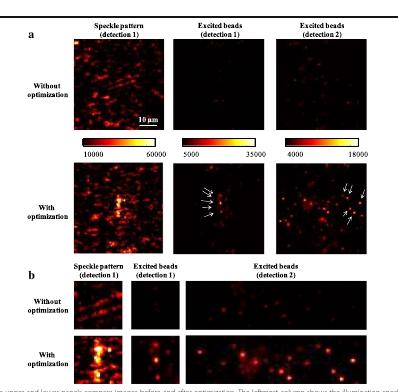 a
Speckle pattern
(detection 1)
Excited beads
(detection 1)
Excited beads
(detection 2)
Without
optimization
10 μm
10000
60000
5000
35000
4000
18000
With
optimization
b
Speckle pattern
(detection 1)
Excited beads
(detection 1)
Excited beads
(detection 2)
Without
optimization
With
optimization